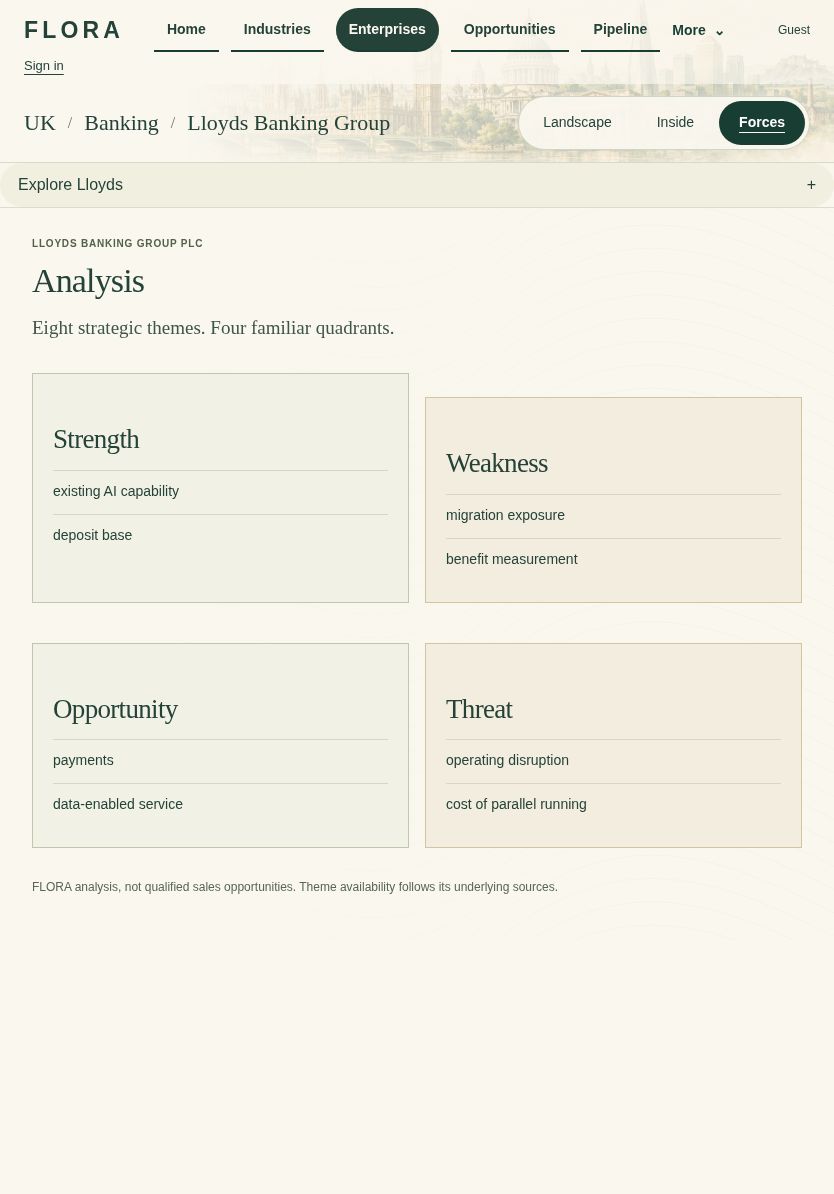 FLORA
Home
Industries
Enterprises
Opportunities
Pipeline
More
Guest
Sign in
UK / Banking / Lloyds Banking Group
Landscape
Inside
Forces
Explore Lloyds +
LLOYDS BANKING GROUP PLC
Analysis
Eight strategic themes. Four familiar quadrants.
Strength
existing AI capability
deposit base
Weakness
migration exposure
benefit measurement
Opportunity
payments
data-enabled service
Threat
operating disruption
cost of parallel running
FLORA analysis, not qualified sales opportunities. Theme availability follows its underlying sources.